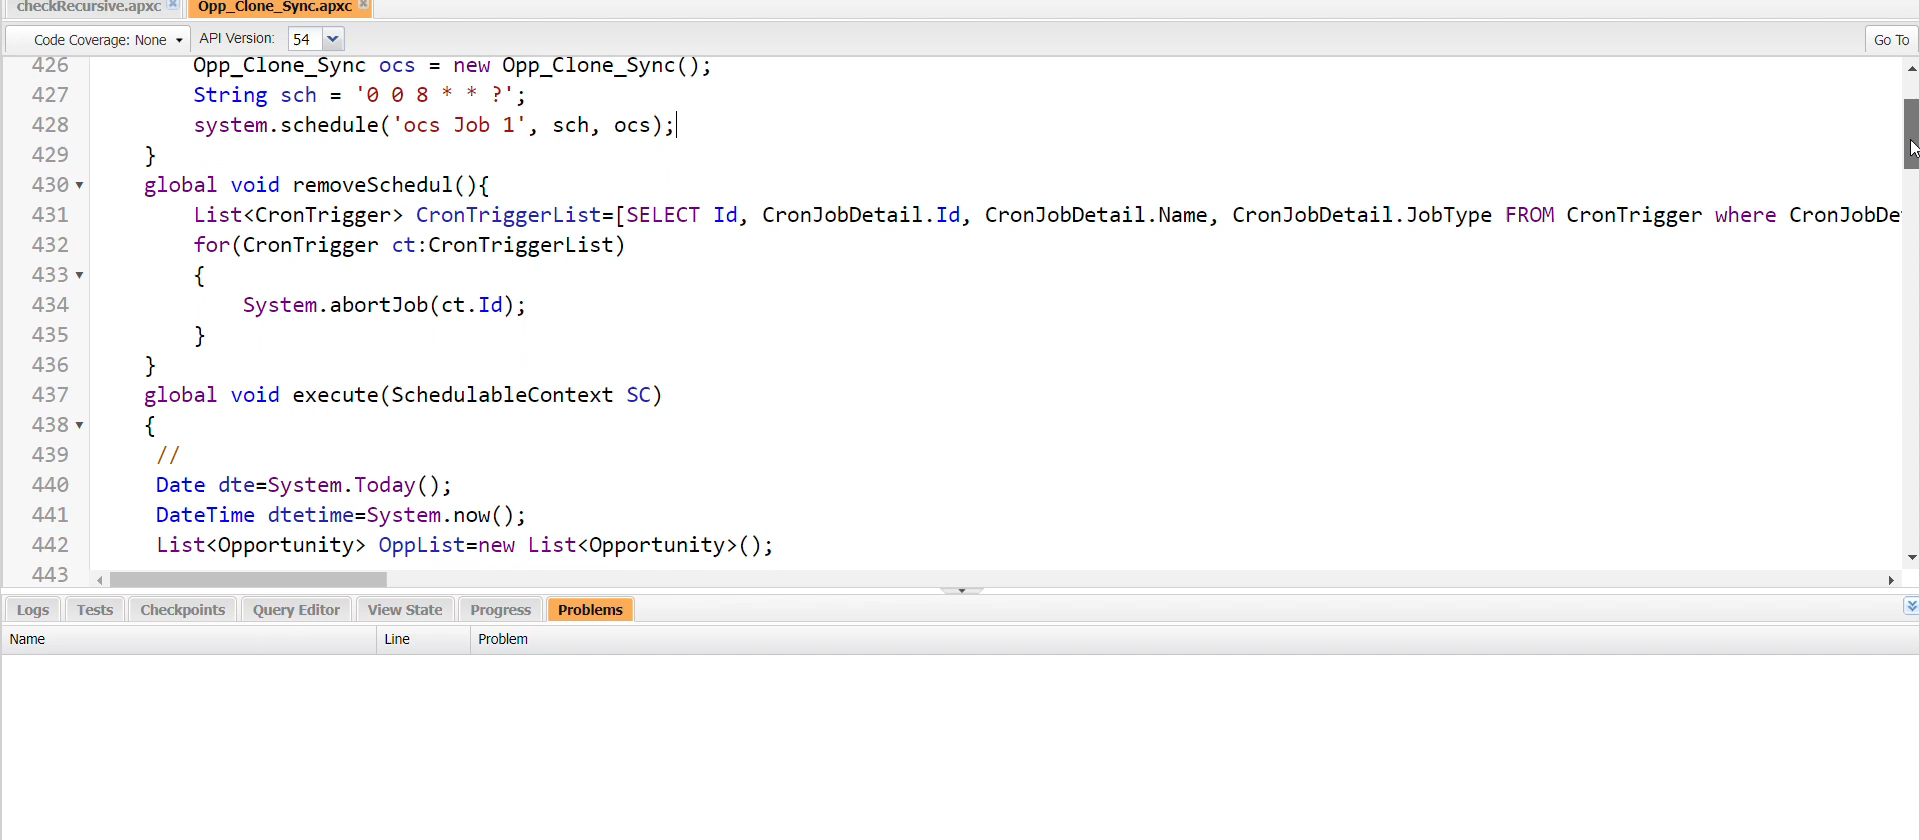 checkRecursive.apxc Opp_Clone_Sync.apxc
Code Coverage: None API Version: 54 Go To
426 Opp_Clone_Sync ocs = new Opp_Clone_Sync();
427 String sch = '0 0 8 * * ?';
428 system.schedule('ocs Job 1', sch, ocs);
429 }
430 global void removeSchedul(){
431 List<CronTrigger> CronTriggerList=[SELECT Id, CronJobDetail.Id, CronJobDetail.Name, CronJobDetail.JobType FROM CronTrigger where CronJobDe
432 for(CronTrigger ct:CronTriggerList)
433 {
434 System.abortJob(ct.Id);
435 }
436 }
437 global void execute(SchedulableContext SC)
438 {
439 //
440 Date dte=System.Today();
441 DateTime dtetime=System.now();
442 List<Opportunity> OppList=new List<Opportunity>();
443
Logs Tests Checkpoints Query Editor View State Progress Problems
Name Line Problem